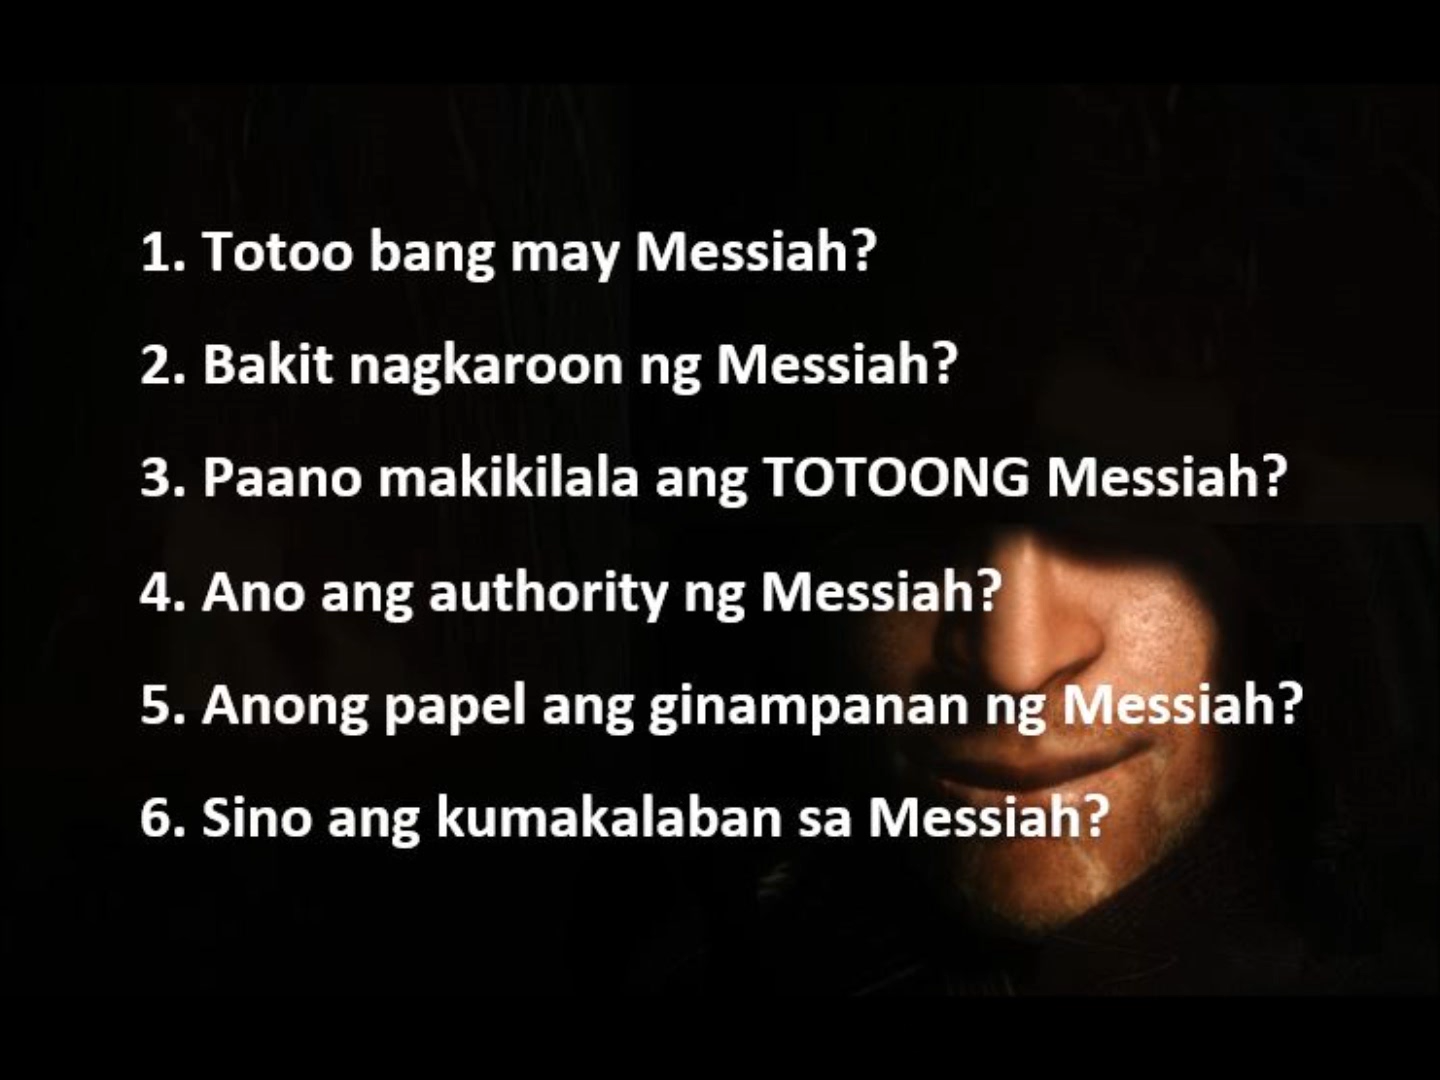 1. Totoo bang may Messiah?
2. Bakit nagkaroon ng Messiah?
3. Paano makikilala ang TOTOONG Messiah?
4. Ano ang authority ng Messiah?
5. Anong papel ang ginampanan ng Messiah?
6. Sino ang kumakalaban sa Messiah?